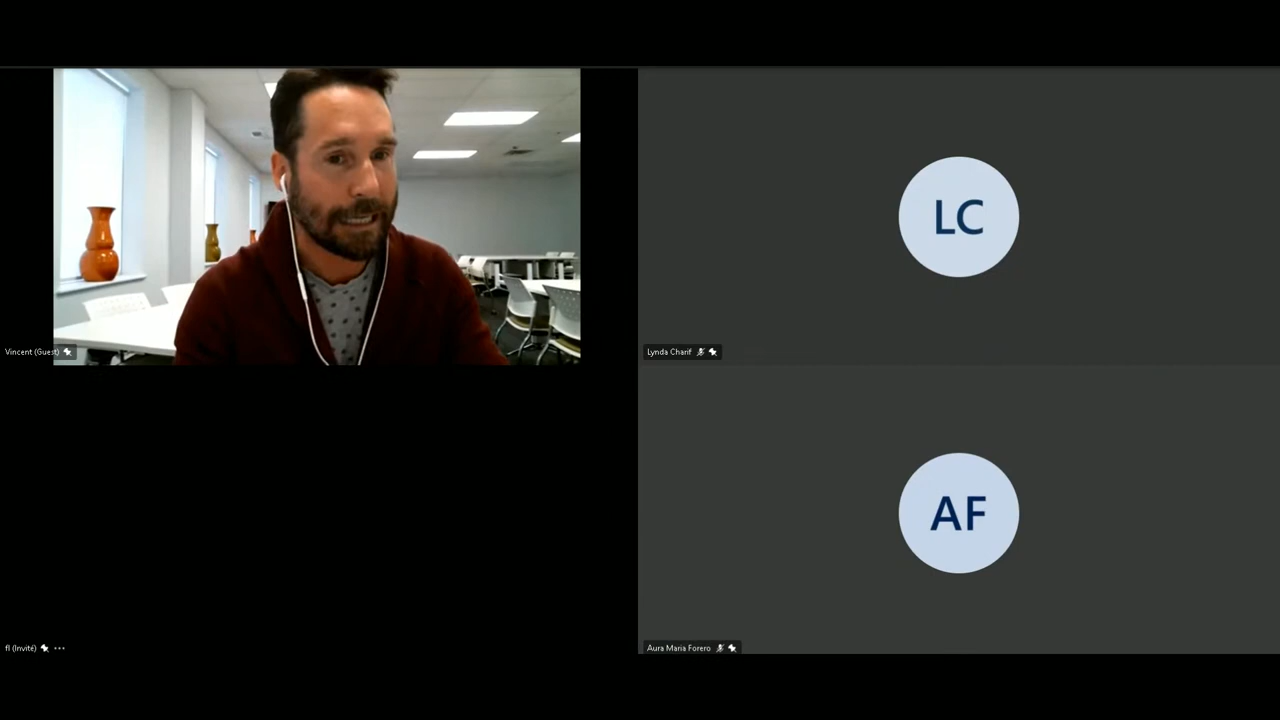 LC
Vincent (Guest)
Lynda Charif
AF
fl (Invité)
Aura Maria Forero